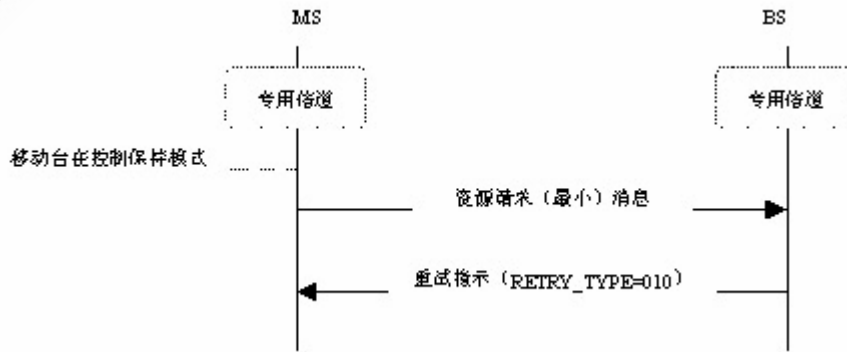 MS
BS
专用信道
专用信道
移动台在控制保持模式
资源请求（最小）消息
重试指示（RETRY_TYPE=010）